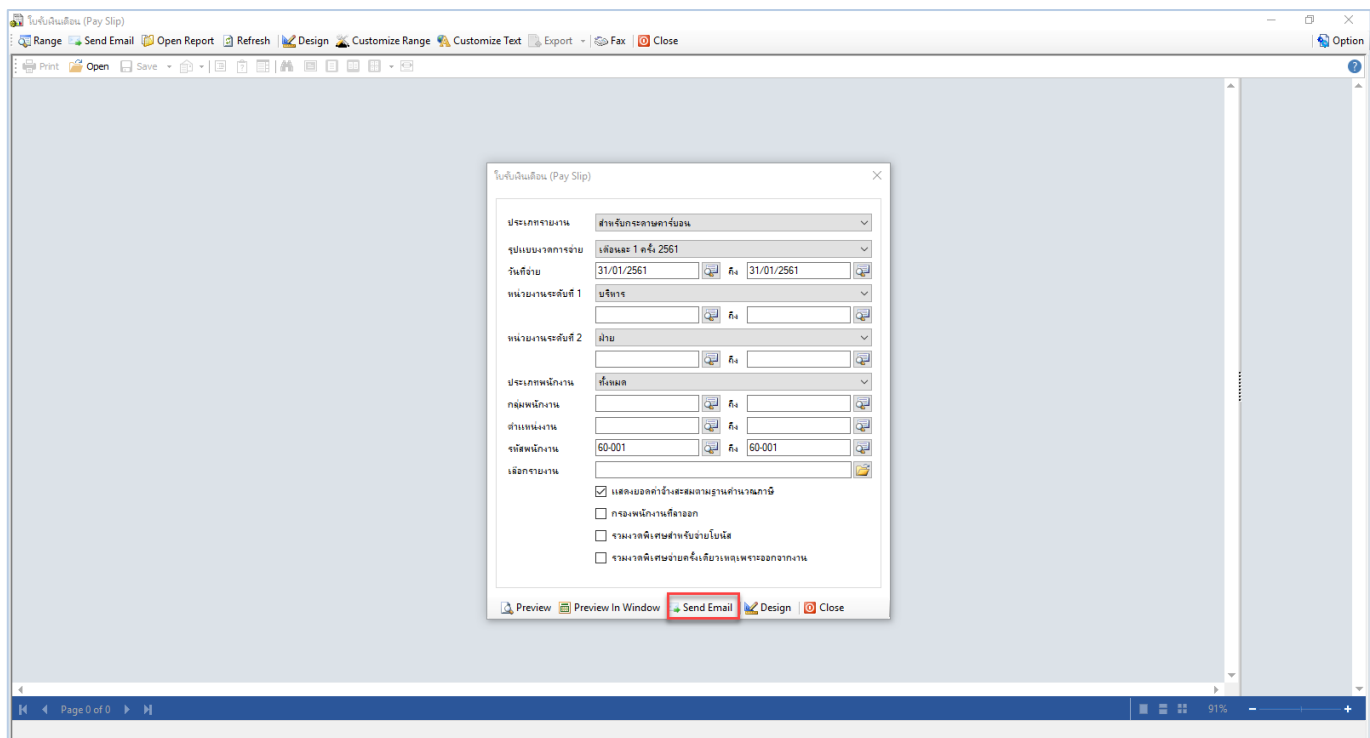 ใบรับเงินเดือน (Pay Slip)
Range Send Email Open Report Refresh Design Customize Range Customize Text Export Fax Close Option
Print Open Save
ใบรับเงินเดือน (Pay Slip)
ประเภทรายงาน สำหรับกระดาษคาร์บอน
รูปแบบงวดการจ่าย เดือนละ 1 ครั้ง 2561
วันที่จ่าย 31/01/2561 ถึง 31/01/2561
หน่วยงานระดับที่ 1 บริหาร
ถึง
หน่วยงานระดับที่ 2 ฝ่าย
ถึง
ประเภทพนักงาน ทั้งหมด
กลุ่มพนักงาน ถึง
ตำแหน่งงาน ถึง
รหัสพนักงาน 60-001 ถึง 60-001
เลือกรายงาน
แสดงยอดค่าจ้างสะสมตามฐานคำนวณภาษี
กรองพนักงานที่ลาออก
รวมงวดพิเศษสำหรับจ่ายโบนัส
รวมงวดพิเศษจ่ายครั้งเดียวเหตุเพราะออกจากงาน
Preview Preview In Window Send Email Design Close
Page 0 of 0 91%